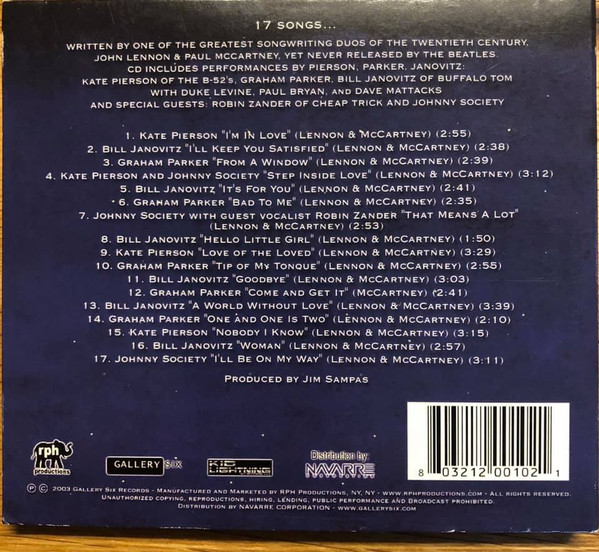 17 SONGS...
WRITTEN BY ONE OF THE GREATEST SONGWRITING DUOS OF THE TWENTIETH CENTURY,
JOHN LENNON & PAUL MCCARTNEY, YET NEVER RELEASED BY THE BEATLES.
CD INCLUDES PERFORMANCES BY PIERSON, PARKER, JANOVITZ:
KATE PIERSON OF THE B-52's, GRAHAM PARKER, BILL JANOVITZ OF BUFFALO TOM
WITH DUKE LEVINE, PAUL BRYAN, AND DAVE MATTACKS
AND SPECIAL GUESTS: ROBIN ZANDER OF CHEAP TRICK AND JOHNNY SOCIETY
1. KATE PIERSON "I'M IN LOVE" (LENNON & MCCARTNEY) (2:55)
2. BILL JANOVITZ "I'LL KEEP YOU SATISFIED" (LENNON & MCCARTNEY) (2:38)
3. GRAHAM PARKER "FROM A WINDOW" (LENNON & MCCARTNEY) (2:39)
4. KATE PIERSON AND JOHNNY SOCIETY "STEP INSIDE LOVE" (LENNON & MCCARTNEY) (3:12)
5. BILL JANOVITZ "IT'S FOR YOU" (LENNON & MCCARTNEY) (2:41)
6. GRAHAM PARKER "BAD TO ME" (LENNON & MCCARTNEY) (2:35)
7. JOHNNY SOCIETY WITH GUEST VOCALIST ROBIN ZANDER "THAT MEANS A LOT"
(LENNON & MCCARTNEY) (2:53)
8. BILL JANOVITZ "HELLO LITTLE GIRL" (LENNON & MCCARTNEY) (1:50)
9. KATE PIERSON "LOVE OF THE LOVED" (LENNON & MCCARTNEY) (3:29)
10. GRAHAM PARKER "TIP OF MY TONGUE" (LENNON & MCCARTNEY) (2:55)
11. BILL JANOVITZ "GOODBYE" (LENNON & MCCARTNEY) (3:03)
12. GRAHAM PARKER "COME AND GET IT" (MCCARTNEY) (2:41)
13. BILL JANOVITZ "A WORLD WITHOUT LOVE" (LENNON & MCCARTNEY) (3:39)
14. GRAHAM PARKER "ONE AND ONE IS TWO" (LENNON & MCCARTNEY) (2:10)
15. KATE PIERSON "NOBODY I KNOW" (LENNON & MCCARTNEY) (3:15)
16. BILL JANOVITZ "WOMAN" (LENNON & MCCARTNEY) (2:57)
17. JOHNNY SOCIETY "I'LL BE ON MY WAY" (LENNON & MCCARTNEY) (3:11)
PRODUCED BY JIM SAMPAS
rph
productions
GALLERY SIX
KID LIGHTNING
Distribution by:
NAVARRE
8 03212 00102 1
℗ © 2003 GALLERY SIX RECORDS - MANUFACTURED AND MARKETED BY RPH PRODUCTIONS, NY, NY - WWW.RPHPRODUCTIONS.COM - ALL RIGHTS RESERVED.
UNAUTHORIZED COPYING, REPRODUCTIONS, HIRING, LENDING, PUBLIC PERFORMANCE AND BROADCAST PROHIBITED.
DISTRIBUTION BY NAVARRE CORPORATION - WWW.GALLERYSIX.COM